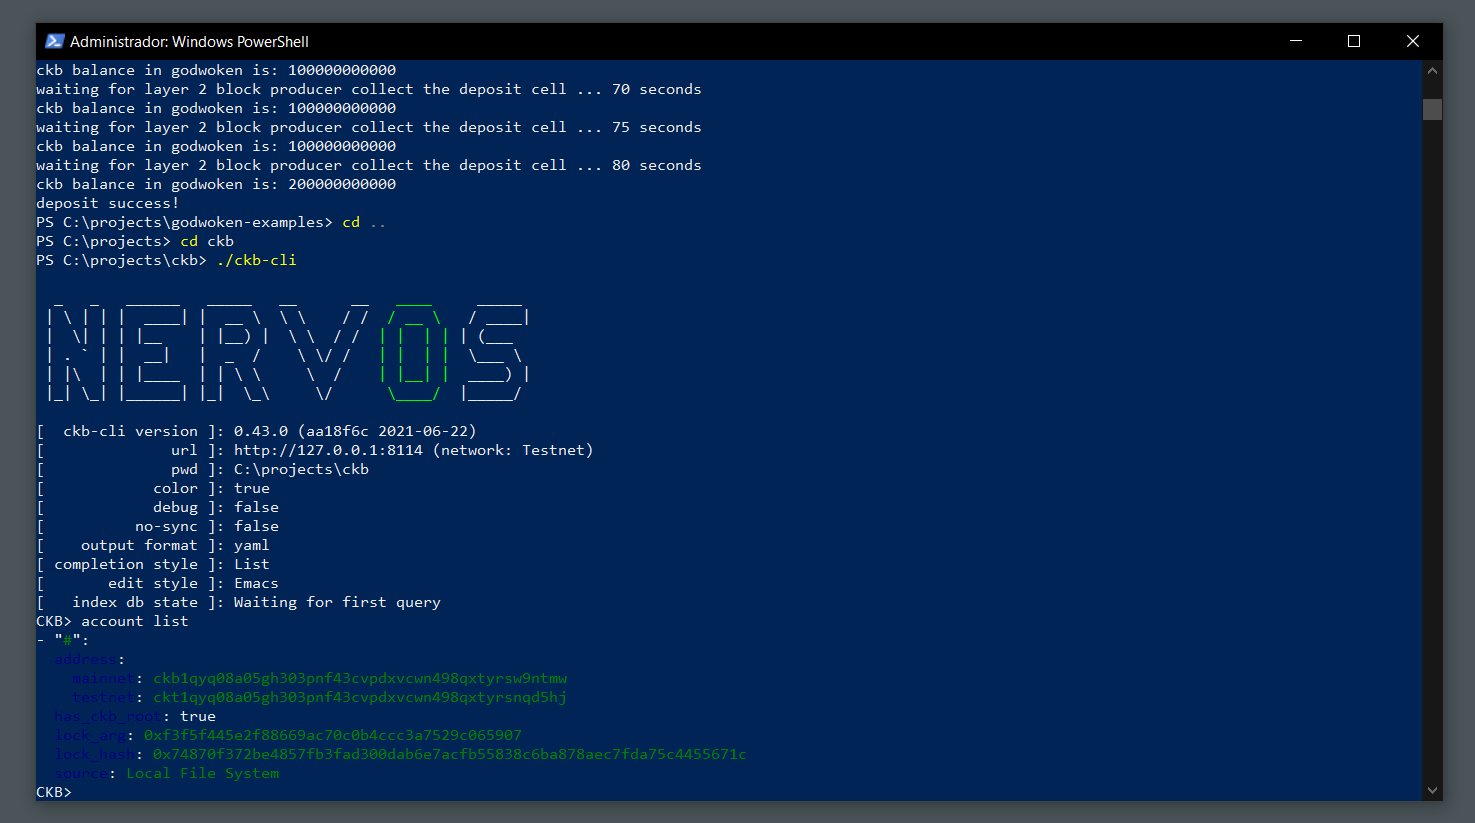 Administrador: Windows PowerShell
ckb balance in godwoken is: 100000000000
waiting for layer 2 block producer collect the deposit cell ... 70 seconds
ckb balance in godwoken is: 100000000000
waiting for layer 2 block producer collect the deposit cell ... 75 seconds
ckb balance in godwoken is: 100000000000
waiting for layer 2 block producer collect the deposit cell ... 80 seconds
ckb balance in godwoken is: 200000000000
deposit success!
PS C:\projects\godwoken-examples> cd ..
PS C:\projects> cd ckb
PS C:\projects\ckb> ./ckb-cli
NERVOS
[  ckb-cli version ]: 0.43.0 (aa18f6c 2021-06-22)
[              url ]: http://127.0.0.1:8114 (network: Testnet)
[              pwd ]: C:\projects\ckb
[            color ]: true
[            debug ]: false
[          no-sync ]: false
[    output format ]: yaml
[ completion style ]: List
[       edit style ]: Emacs
[   index db state ]: Waiting for first query
CKB> account list
- "#":
  address:
    mainnet: ckb1qyq08a05gh303pnf43cvpdxvcwn498qxtyrsw9ntmw
    testnet: ckt1qyq08a05gh303pnf43cvpdxvcwn498qxtyrsnqd5hj
  has_ckb_root: true
  lock_arg: 0xf3f5f445e2f88669ac70c0b4ccc3a7529c065907
  lock_hash: 0x74870f372be4857fb3fad300dab6e7acfb55838c6ba878aec7fda75c4455671c
  source: Local File System
CKB>